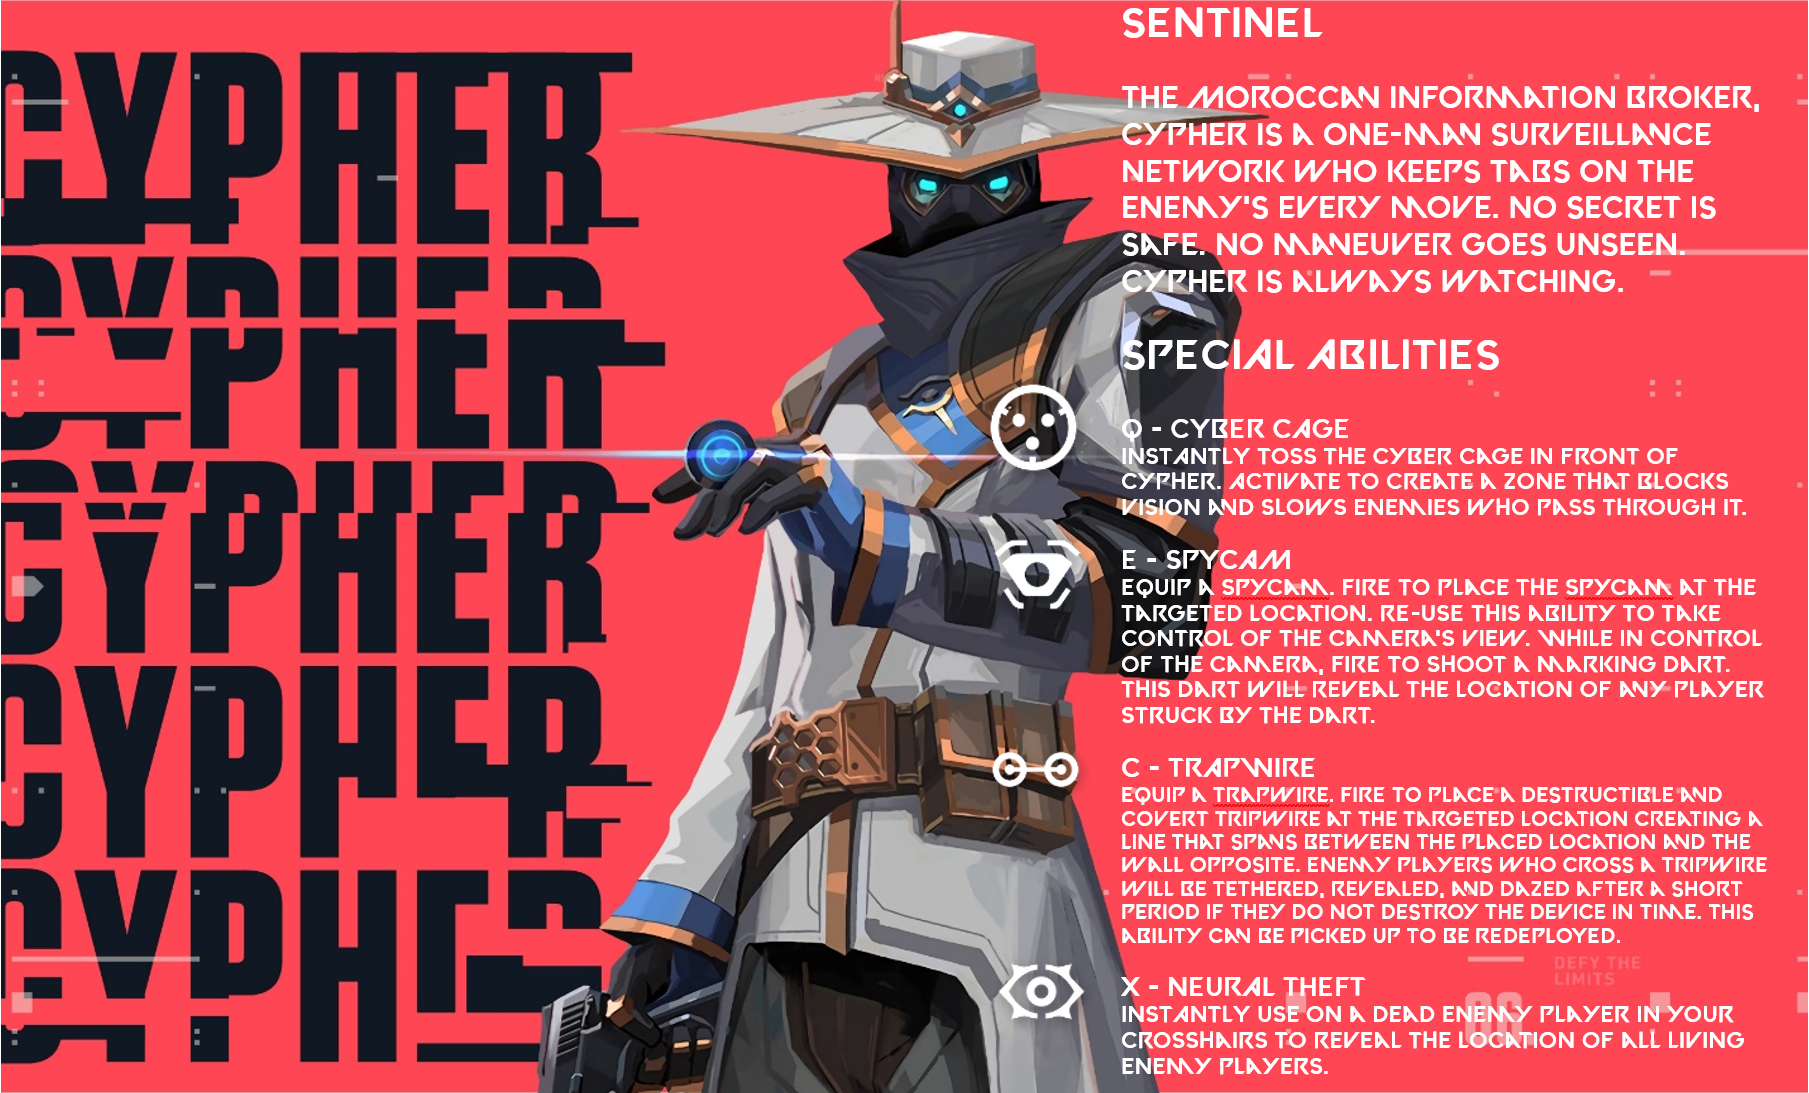 CYPHER
CYPHER
CYPHER
CYPHER
CYPHER
CYPHER
SENTINEL
THE MOROCCAN INFORMATION BROKER,
CYPHER IS A ONE-MAN SURVEILLANCE
NETWORK WHO KEEPS TABS ON THE
ENEMY'S EVERY MOVE. NO SECRET IS
SAFE. NO MANEUVER GOES UNSEEN.
CYPHER IS ALWAYS WATCHING.
SPECIAL ABILITIES
Q - CYBER CAGE
INSTANTLY TOSS THE CYBER CAGE IN FRONT OF
CYPHER. ACTIVATE TO CREATE A ZONE THAT BLOCKS
VISION AND SLOWS ENEMIES WHO PASS THROUGH IT.
E - SPYCAM
EQUIP A SPYCAM. FIRE TO PLACE THE SPYCAM AT THE
TARGETED LOCATION. RE-USE THIS ABILITY TO TAKE
CONTROL OF THE CAMERA'S VIEW. WHILE IN CONTROL
OF THE CAMERA, FIRE TO SHOOT A MARKING DART.
THIS DART WILL REVEAL THE LOCATION OF ANY PLAYER
STRUCK BY THE DART.
C - TRAPWIRE
EQUIP A TRAPWIRE. FIRE TO PLACE A DESTRUCTIBLE AND
COVERT TRIPWIRE AT THE TARGETED LOCATION CREATING A
LINE THAT SPANS BETWEEN THE PLACED LOCATION AND THE
WALL OPPOSITE. ENEMY PLAYERS WHO CROSS A TRIPWIRE
WILL BE TETHERED, REVEALED, AND DAZED AFTER A SHORT
PERIOD IF THEY DO NOT DESTROY THE DEVICE IN TIME. THIS
ABILITY CAN BE PICKED UP TO BE REDEPLOYED.
DEFY THE
LIMITS
X - NEURAL THEFT
INSTANTLY USE ON A DEAD ENEMY PLAYER IN YOUR
CROSSHAIRS TO REVEAL THE LOCATION OF ALL LIVING
ENEMY PLAYERS.